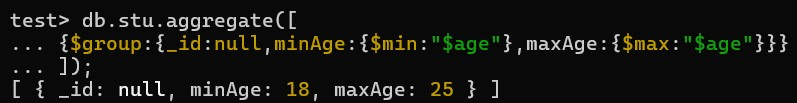 test> db.stu.aggregate([
... {$group:{_id:null,minAge:{$min:"$age"},maxAge:{$max:"$age"}}}
... ]);
[ { _id: null, minAge: 18, maxAge: 25 } ]